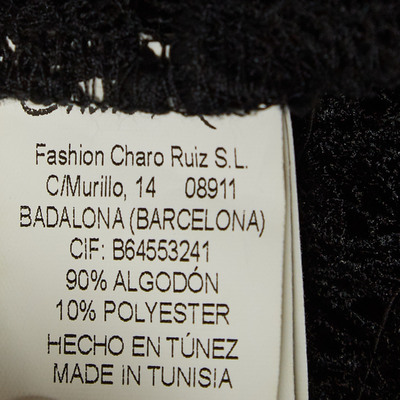 Fashion Charo Ruiz S.L.
C/Murillo, 14 08911
BADALONA (BARCELONA)
CIF: B64553241
90% ALGODÓN
10% POLYESTER
HECHO EN TÚNEZ
MADE IN TUNISIA